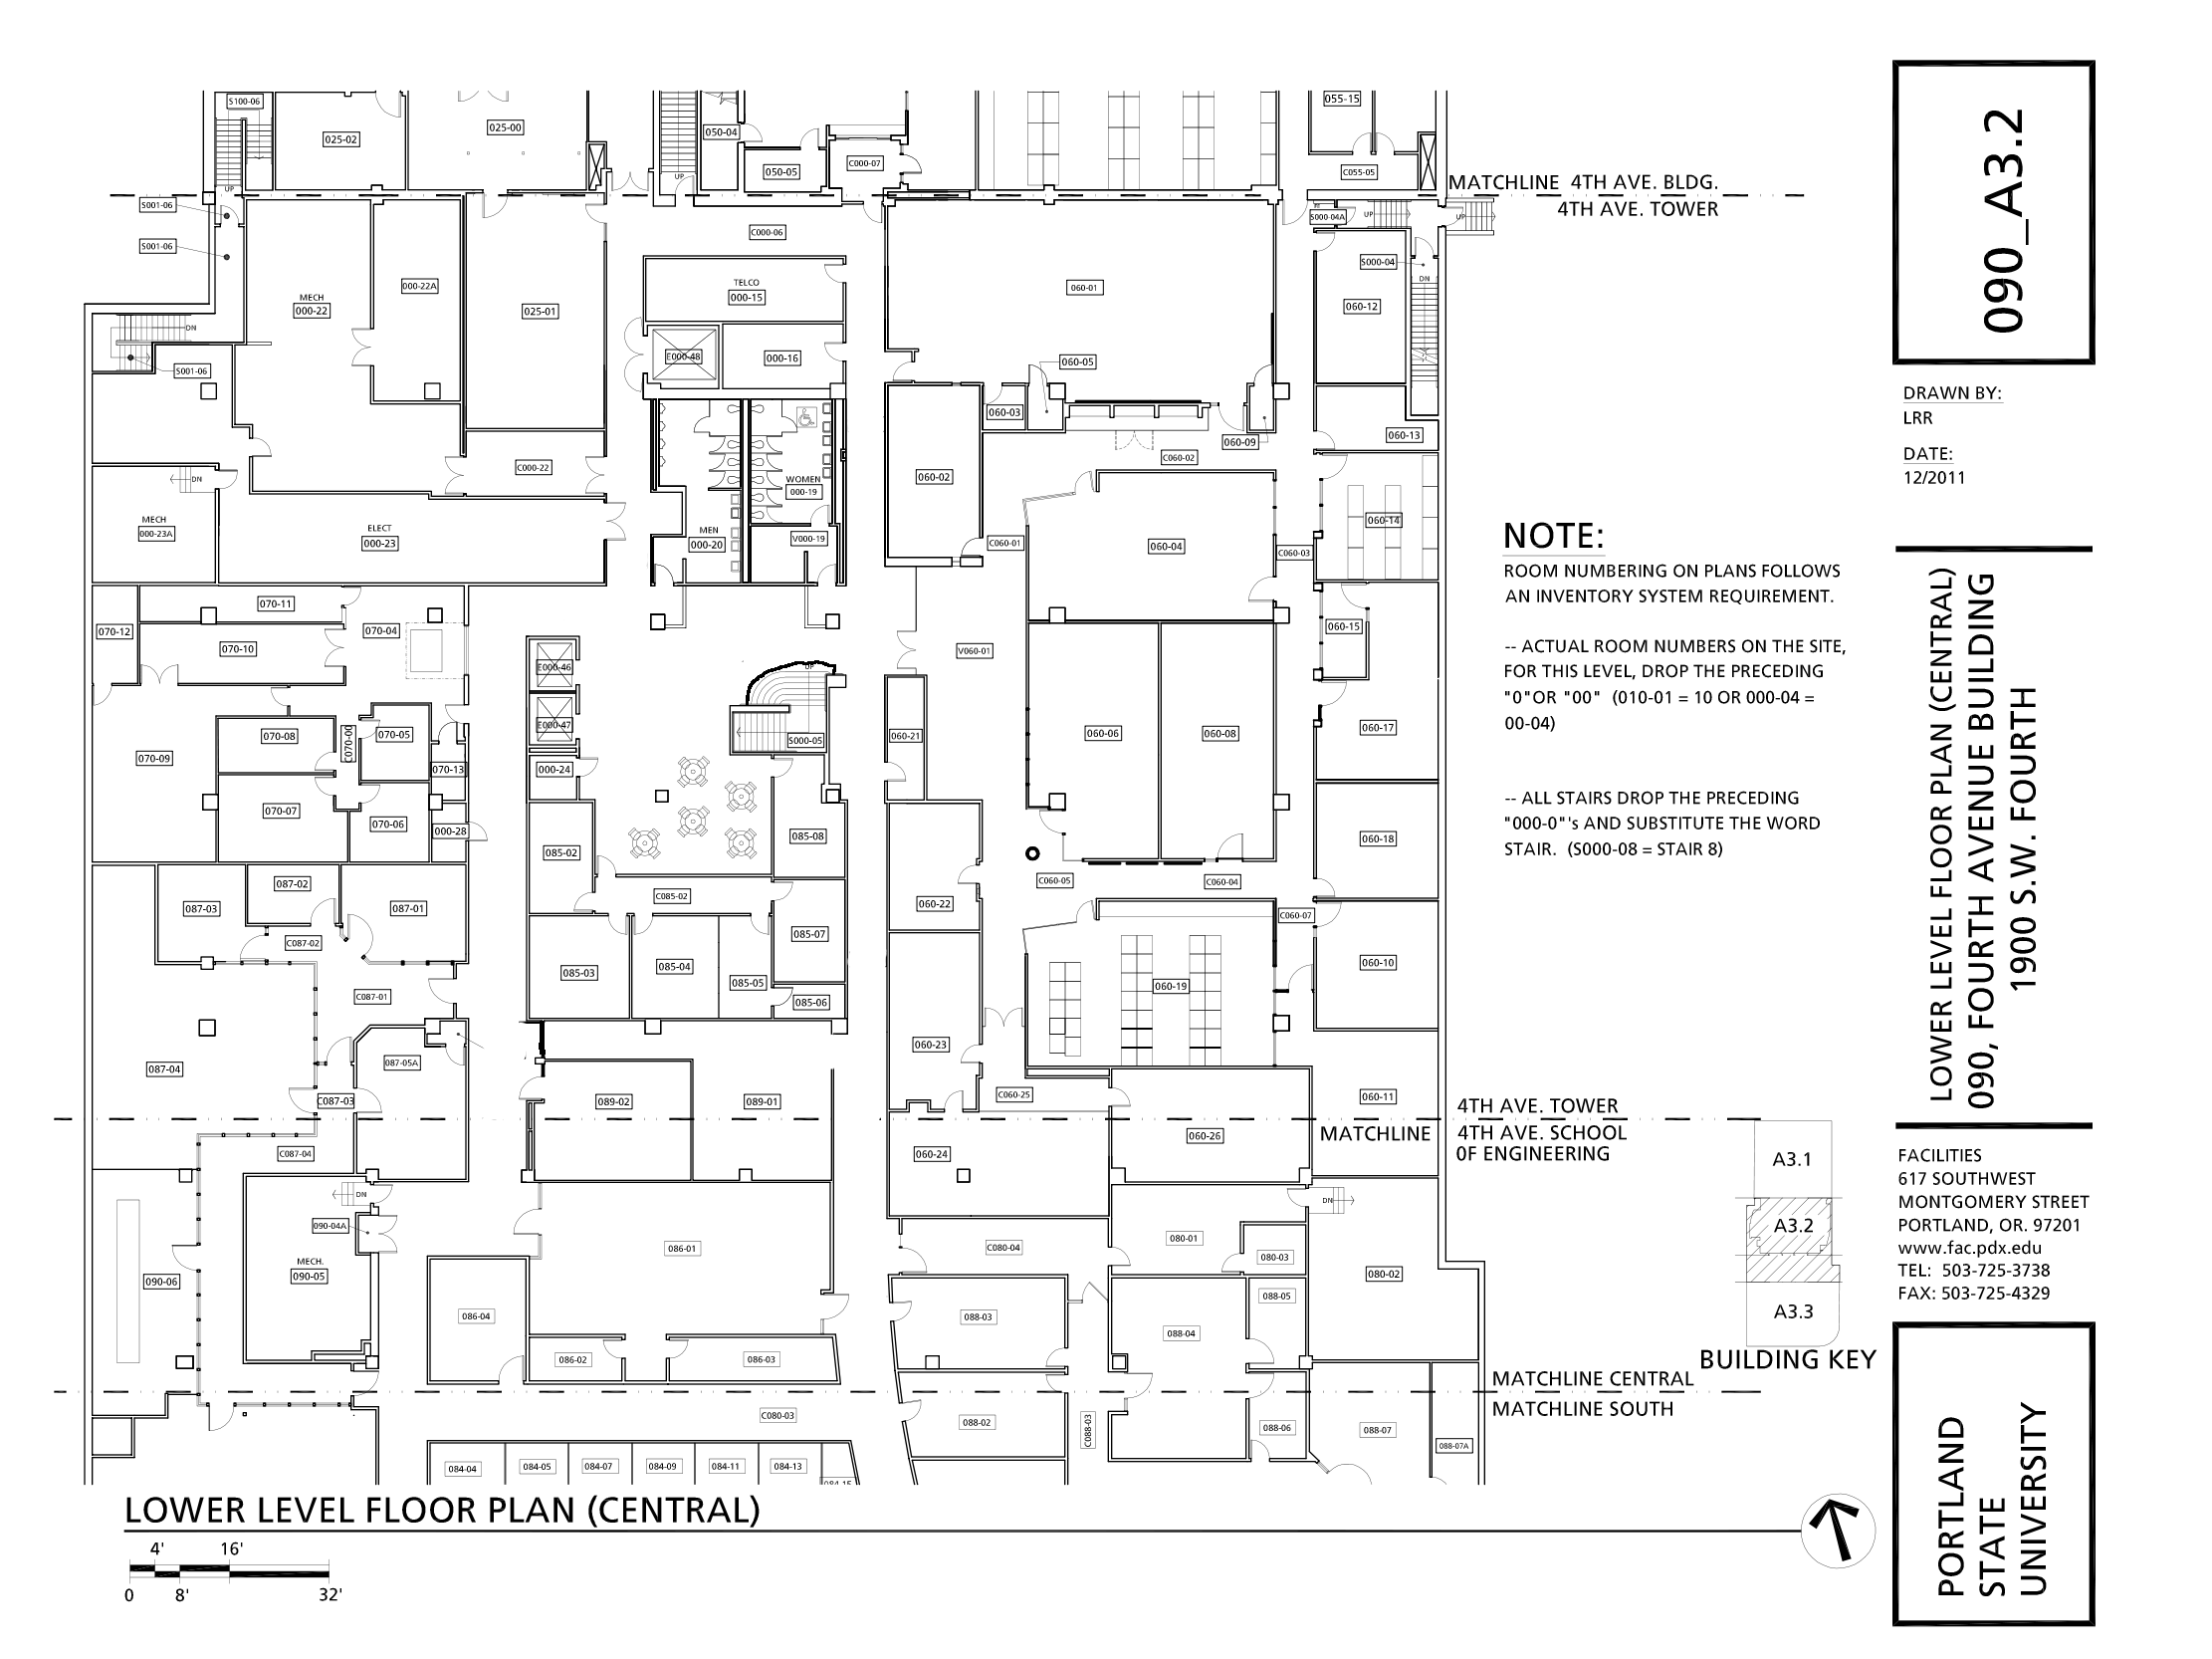 S100-06
025-02
025-00
050-04
050-05
C000-07
055-15
C055-05
UP
UP
MATCHLINE 4TH AVE. BLDG.
4TH AVE. TOWER
S001-06
S001-06
S000-04A
UP
UP
C000-06
S000-04
DN
MECH
000-22
000-22A
025-01
TELCO
000-15
060-01
060-12
DN
S001-06
E000-48
000-16
060-05
060-03
060-09
060-13
C000-22
C060-02
060-02
DN
MECH
000-23A
ELECT
000-23
MEN
000-20
WOMEN
000-19
V000-19
C060-01
060-04
C060-03
060-14
NOTE:
ROOM NUMBERING ON PLANS FOLLOWS
AN INVENTORY SYSTEM REQUIREMENT.
-- ACTUAL ROOM NUMBERS ON THE SITE,
FOR THIS LEVEL, DROP THE PRECEDING
"0"OR "00" (010-01 = 10 OR 000-04 =
00-04)
-- ALL STAIRS DROP THE PRECEDING
"000-0"'s AND SUBSTITUTE THE WORD
STAIR. (S000-08 = STAIR 8)
070-11
070-12
070-04
070-10
060-15
V060-01
E000-46
UP
E000-47
S000-05
070-08
C070-00
070-05
060-21
060-06
060-08
060-17
070-09
070-13
000-24
070-07
070-06
000-28
085-02
085-08
060-18
087-02
087-03
087-01
C085-02
C060-05
C060-04
060-22
C060-07
C087-02
085-07
085-03
085-04
085-05
085-06
060-10
060-19
C087-01
087-04
087-05A
060-23
C087-03
089-02
089-01
C060-25
060-11
4TH AVE. TOWER
MATCHLINE
4TH AVE. SCHOOL
OF ENGINEERING
C087-04
060-24
060-26
DN
DN
090-04A
MECH.
090-05
090-06
086-01
C080-04
080-01
080-03
080-02
086-04
088-03
088-05
088-04
086-02
086-03
MATCHLINE CENTRAL
MATCHLINE SOUTH
C080-03
088-02
C088-03
088-06
088-07
088-07A
084-04
084-05
084-07
084-09
084-11
084-13
084-15
LOWER LEVEL FLOOR PLAN (CENTRAL)
4' 16'
0 8' 32'
A3.1
A3.2
A3.3
BUILDING KEY
090_A3.2
DRAWN BY:
LRR
DATE:
12/2011
LOWER LEVEL FLOOR PLAN (CENTRAL)
090, FOURTH AVENUE BUILDING
1900 S.W. FOURTH
FACILITIES
617 SOUTHWEST
MONTGOMERY STREET
PORTLAND, OR. 97201
www.fac.pdx.edu
TEL: 503-725-3738
FAX: 503-725-4329
PORTLAND
STATE
UNIVERSITY